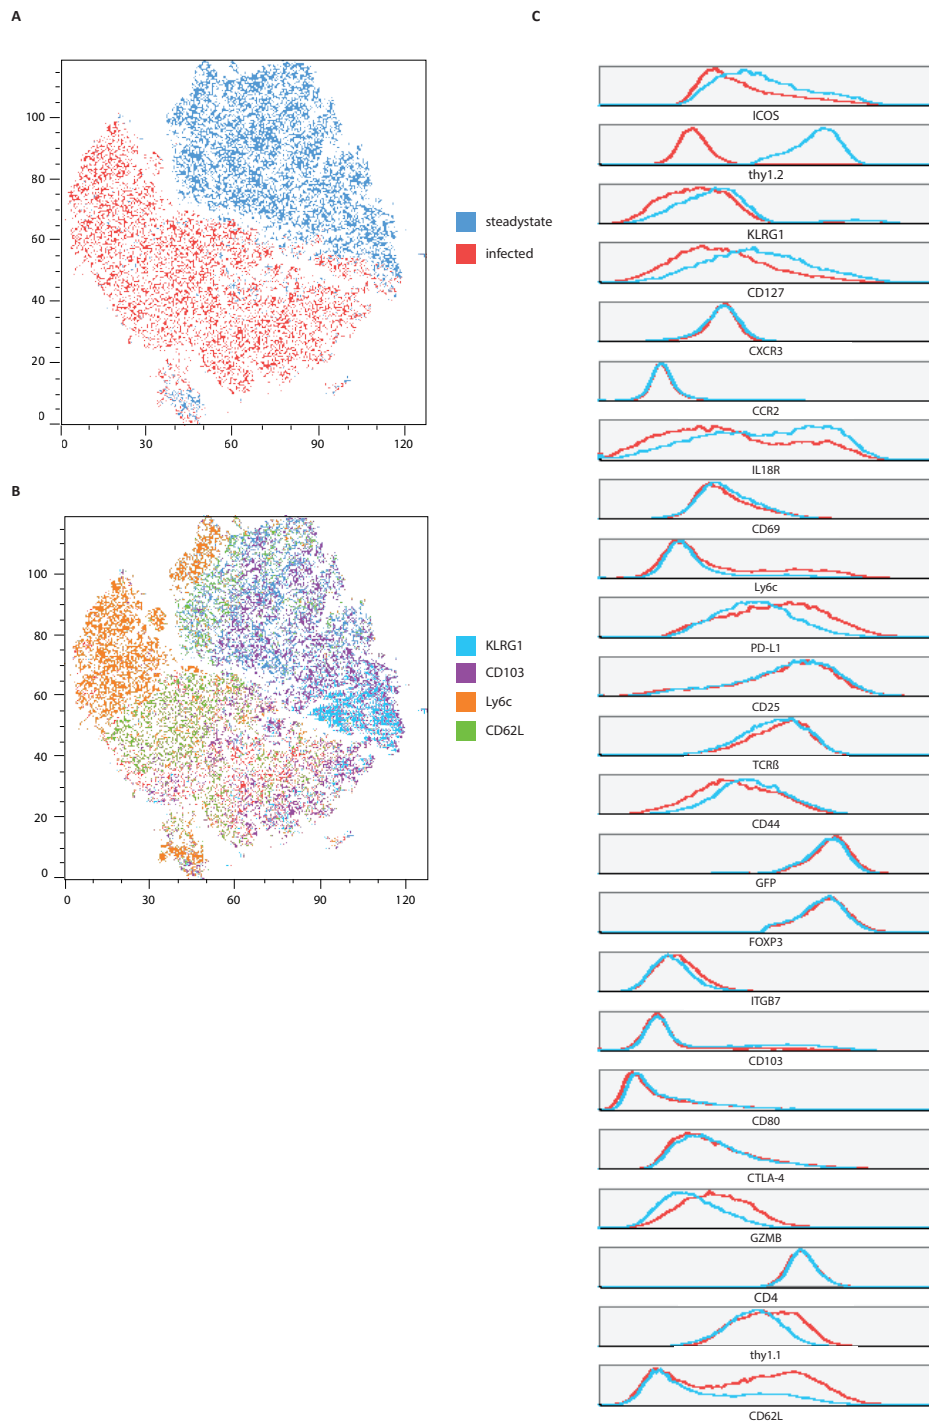 A
100
80
60
40
20
0
0 30 60 90 120
steadystate
infected
B
100
80
60
40
20
0
0 30 60 90 120
KLRG1
CD103
Ly6c
CD62L
C
ICOS
thy1.2
KLRG1
CD127
CXCR3
CCR2
IL18R
CD69
Ly6c
PD-L1
CD25
TCRß
CD44
GFP
FOXP3
ITGB7
CD103
CD80
CTLA-4
GZMB
CD4
thy1.1
CD62L